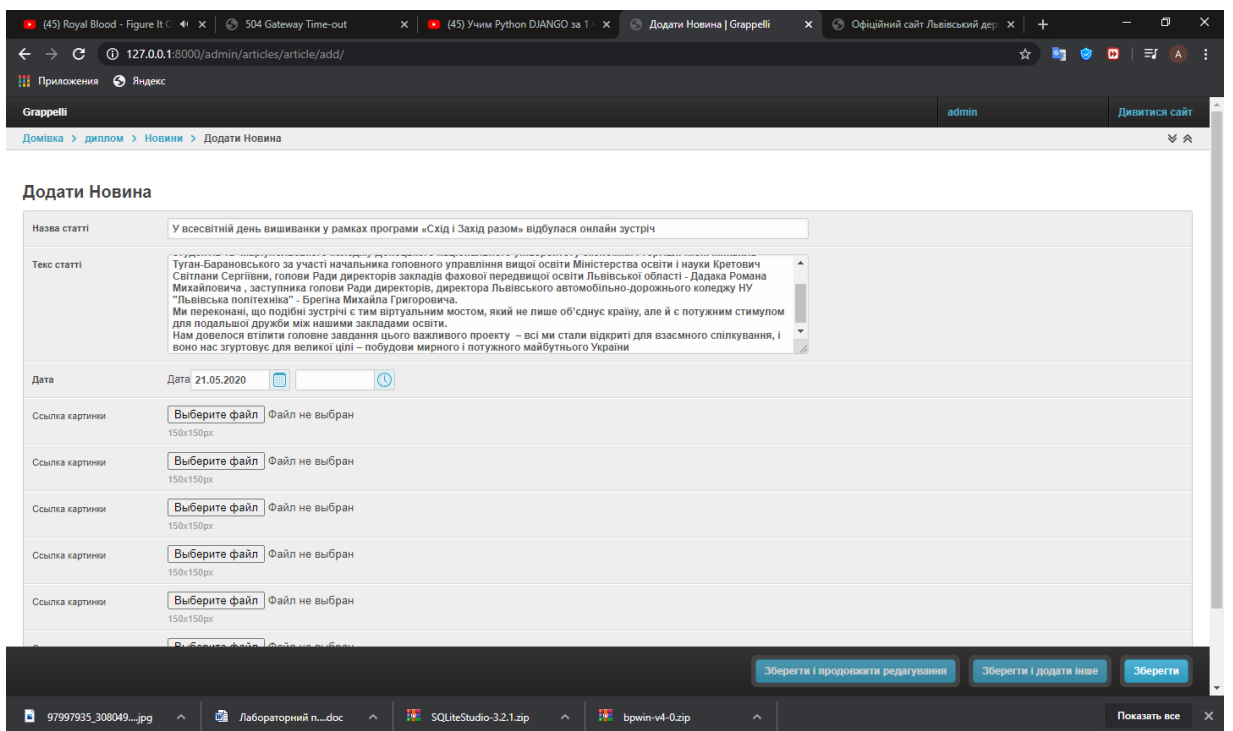 (45) Royal Blood - Figure It O
504 Gateway Time-out
(45) Учим Python DJANGO за 1 ч
Додати Новина | Grappelli
Офіційний сайт Львівський дер
127.0.0.1:8000/admin/articles/article/add/
A
Приложения Яндекс
Grappelli admin Дивитися сайт
Домівка > диплом > Новини > Додати Новина
Додати Новина
Назва статті У всесвітній день вишиванки у рамках програми «Схід і Захід разом» відбулася онлайн зустріч
Текс статті
Туган-Барановського за участі начальника головного управління вищої освіти Міністерства освіти і науки Кретович
Світлани Сергіївни, голови Ради директорів закладів фахової передвищої освіти Львівської області - Дадака Романа
Михайловича , заступника голови Ради директорів, директора Львівського автомобільно-дорожнього коледжу НУ
"Львівська політехніка" - Брегіна Михайла Григоровича.
Ми переконані, що подібні зустрічі є тим віртуальним мостом, який не лише об'єднує країну, але й є потужним стимулом
для подальшої дружби між нашими закладами освіти.
Нам довелося втілити головне завдання цього важливого проекту – всі ми стали відкриті для взаємного спілкування, і
воно нас згуртовує для великої цілі – побудови мирного і потужного майбутнього України
Дата Дата 21.05.2020
Ссылка картинки Выберите файл Файл не выбран
150x150px
Ссылка картинки Выберите файл Файл не выбран
150x150px
Ссылка картинки Выберите файл Файл не выбран
150x150px
Ссылка картинки Выберите файл Файл не выбран
150x150px
Ссылка картинки Выберите файл Файл не выбран
150x150px
Выберите файл Файл не выбран
Зберегти і продовжити редагування Зберегти і додати інше Зберегти
97997935_308049....jpg Лабораторний п....doc SQLiteStudio-3.2.1.zip bpwin-v4-0.zip Показать все